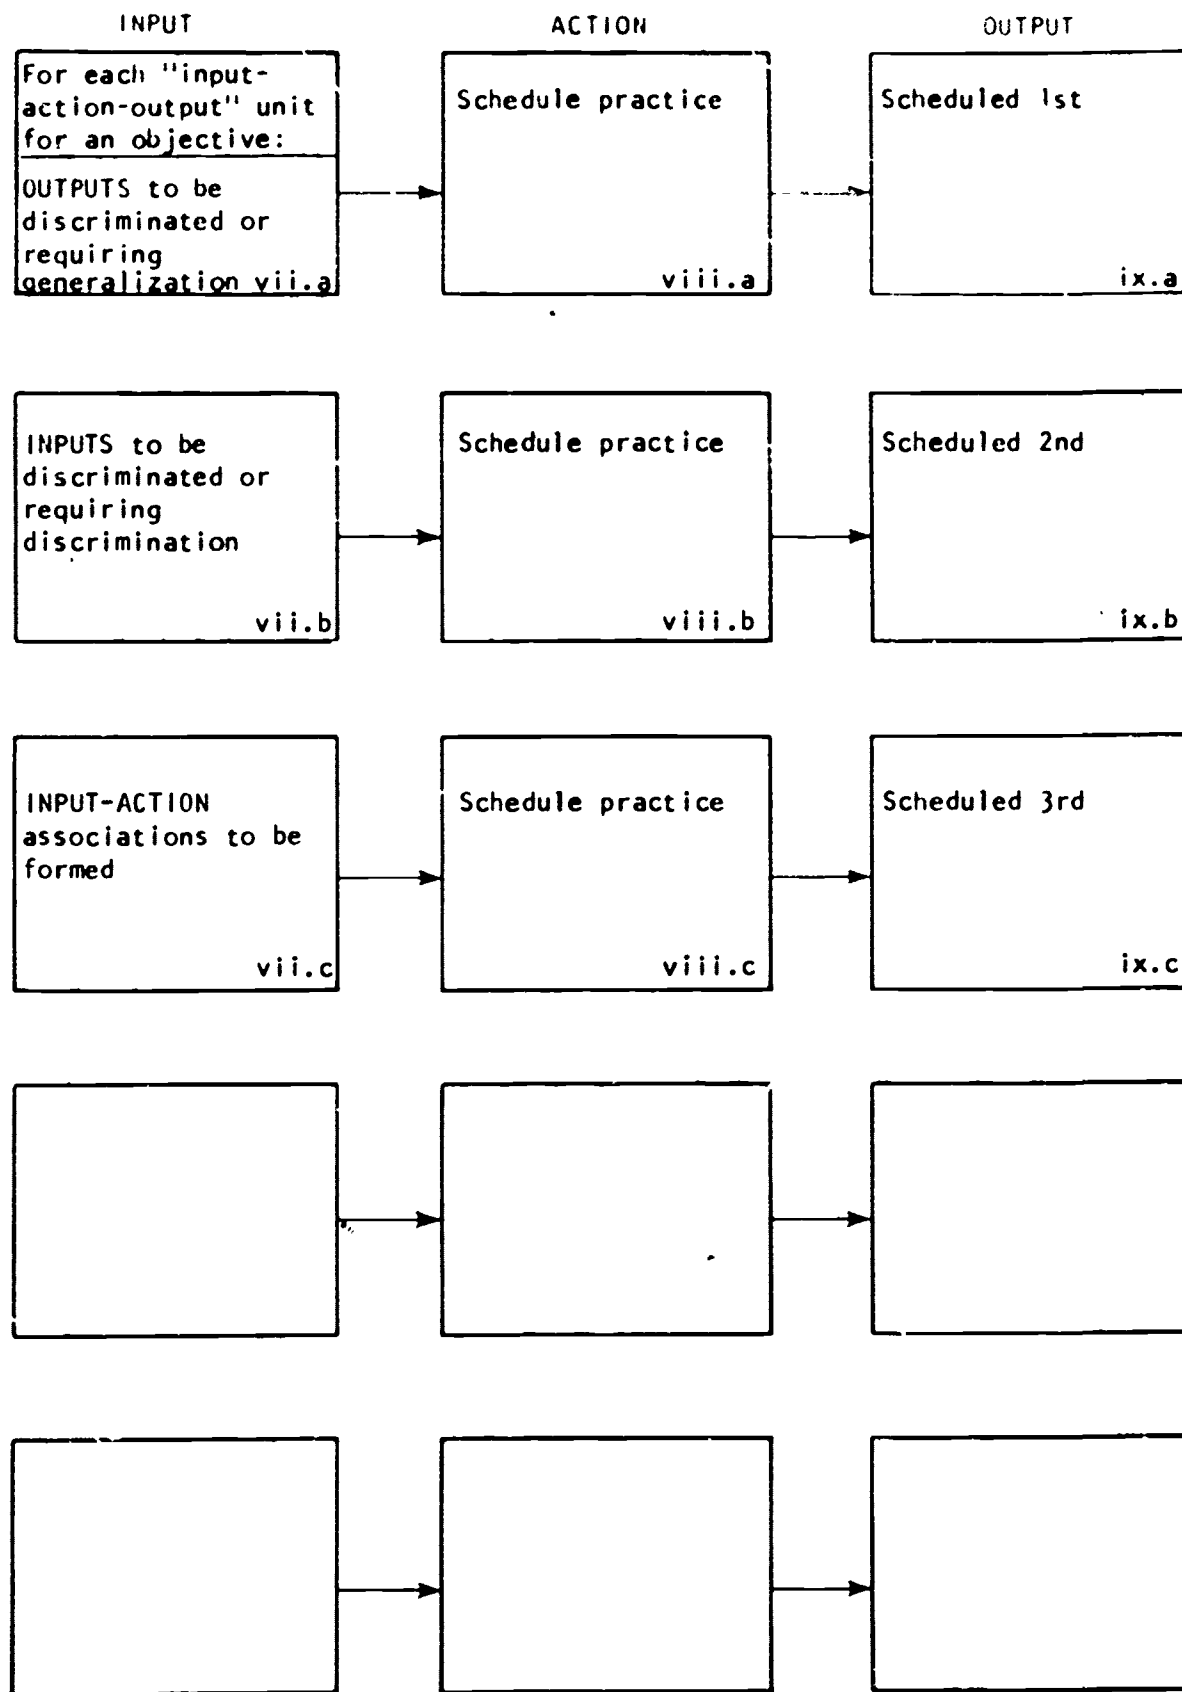 INPUT
ACTION
OUTPUT
For each "input-
action-output" unit
for an objective:
OUTPUTS to be
discriminated or
requiring
generalization vii.a
Schedule practice
viii.a
Scheduled 1st
ix.a
INPUTS to be
discriminated or
requiring
discrimination
vii.b
Schedule practice
viii.b
Scheduled 2nd
ix.b
INPUT-ACTION
associations to be
formed
vii.c
Schedule practice
viii.c
Scheduled 3rd
ix.c